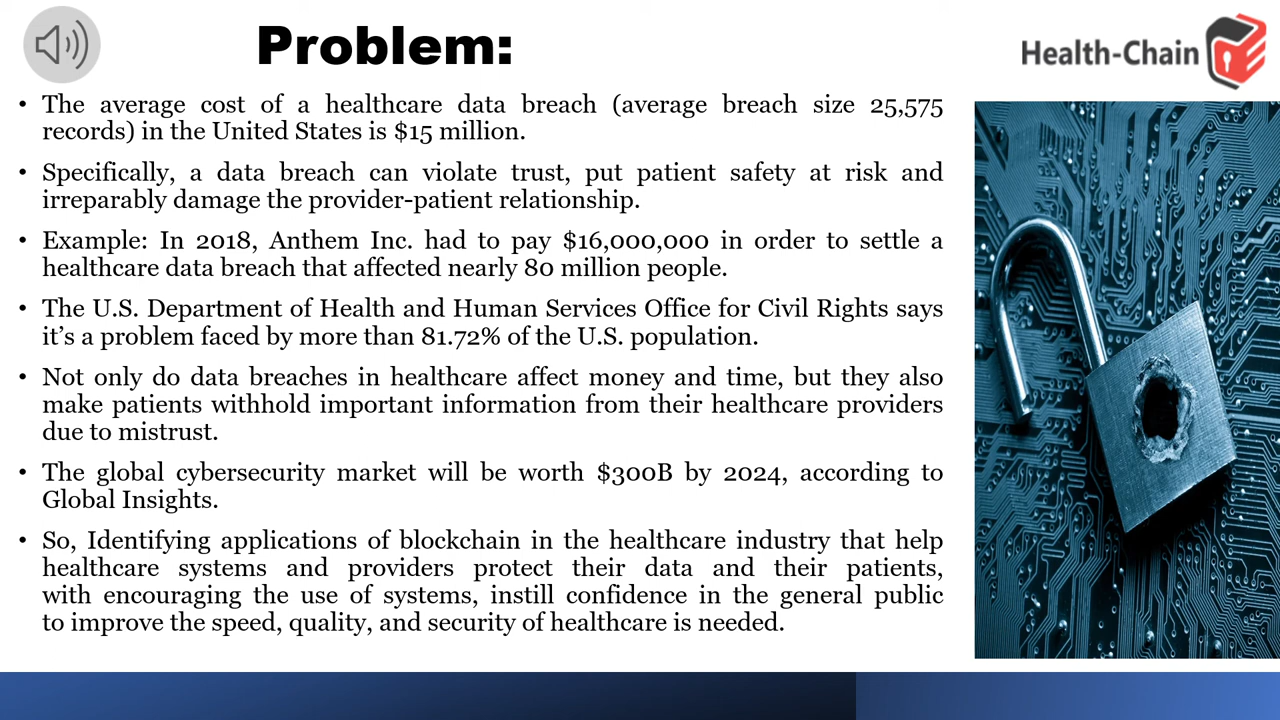 Problem:
Health-Chain
• The average cost of a healthcare data breach (average breach size 25,575
records) in the United States is $15 million.
• Specifically, a data breach can violate trust, put patient safety at risk and
irreparably damage the provider-patient relationship.
• Example: In 2018, Anthem Inc. had to pay $16,000,000 in order to settle a
healthcare data breach that affected nearly 80 million people.
• The U.S. Department of Health and Human Services Office for Civil Rights says
it’s a problem faced by more than 81.72% of the U.S. population.
• Not only do data breaches in healthcare affect money and time, but they also
make patients withhold important information from their healthcare providers
due to mistrust.
• The global cybersecurity market will be worth $300B by 2024, according to
Global Insights.
• So, Identifying applications of blockchain in the healthcare industry that help
healthcare systems and providers protect their data and their patients,
with encouraging the use of systems, instill confidence in the general public
to improve the speed, quality, and security of healthcare is needed.